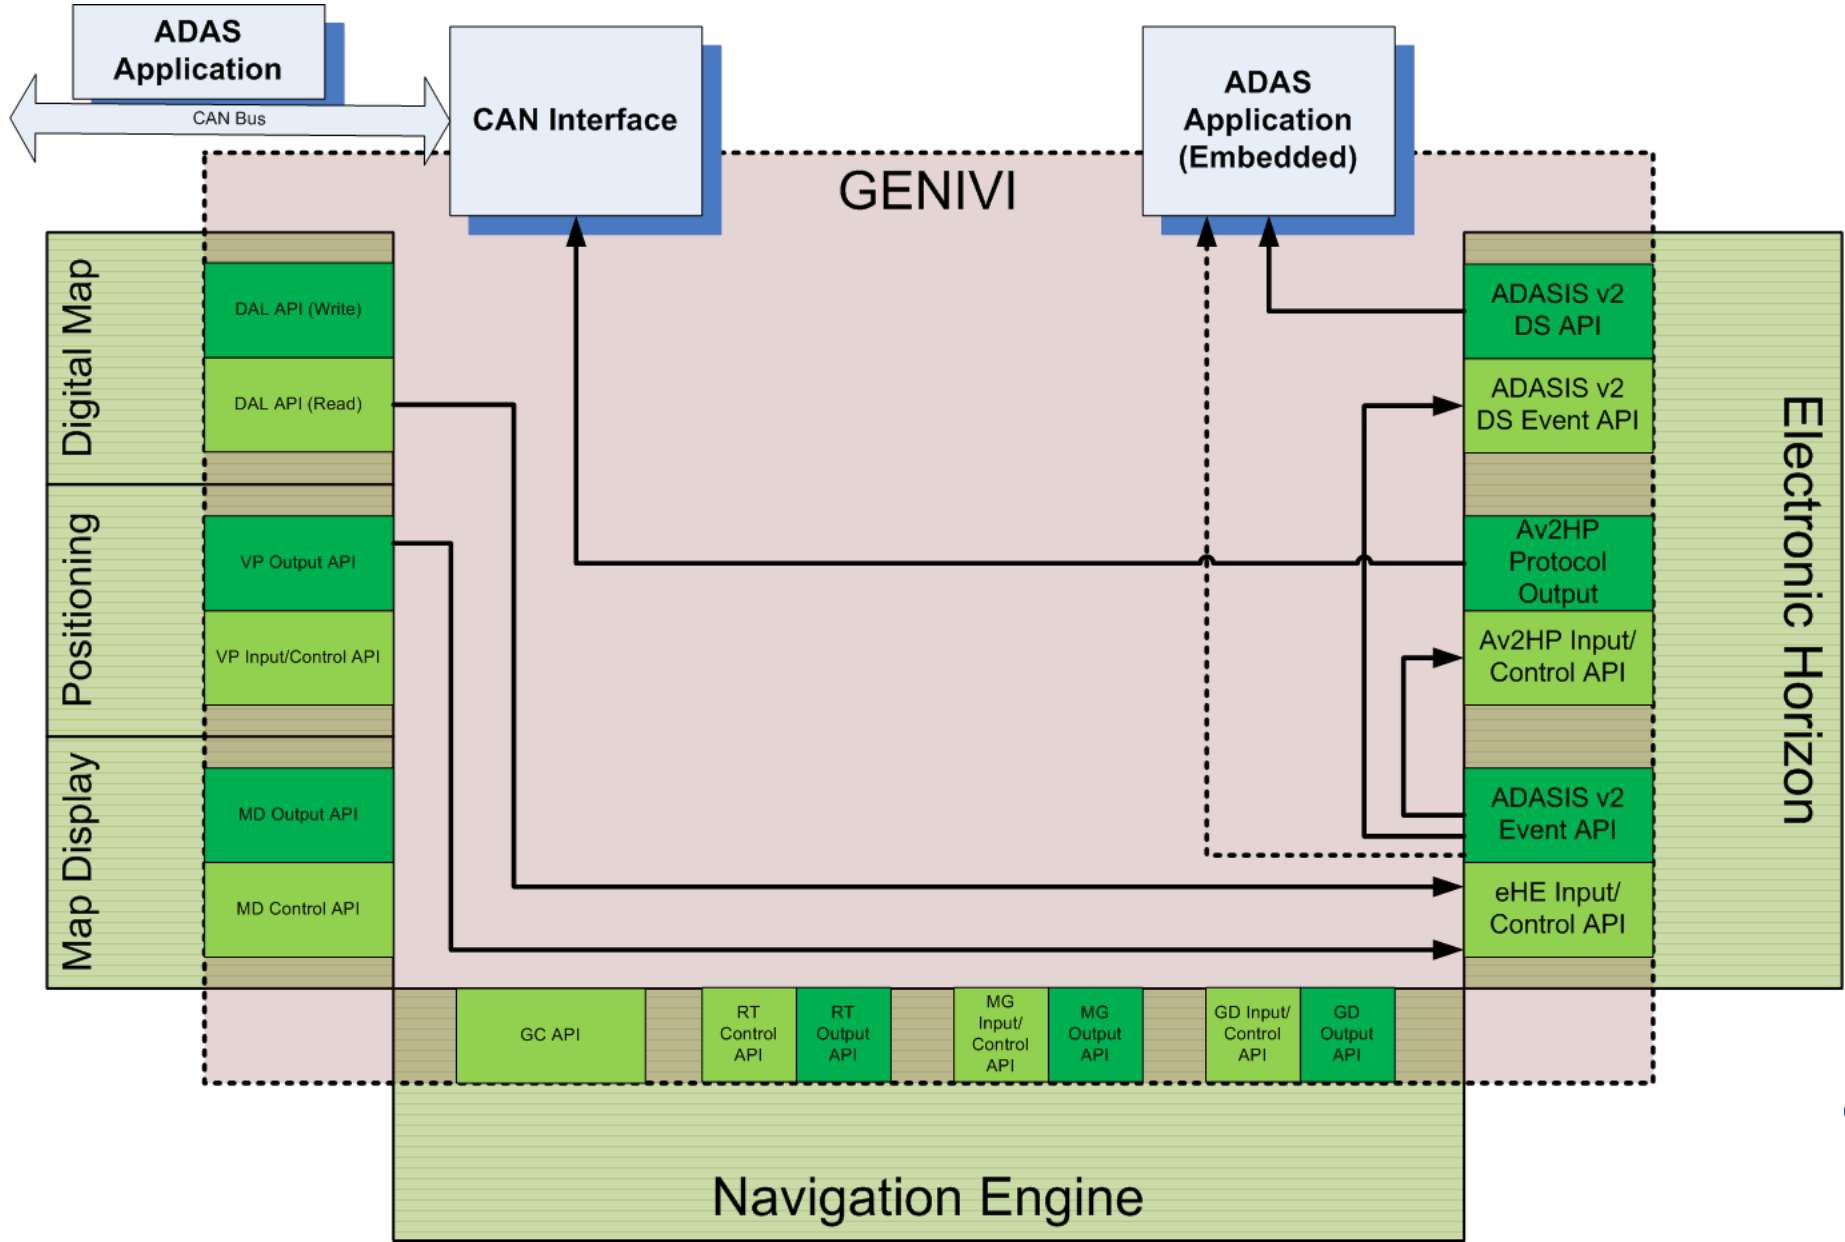 ADAS
Application
CAN Bus
CAN Interface
ADAS
Application
(Embedded)
GENIVI
Digital Map
DAL API (Write)
DAL API (Read)
Positioning
VP Output API
VP Input/Control API
Map Display
MD Output API
MD Control API
ADASIS v2
DS API
ADASIS v2
DS Event API
Av2HP
Protocol
Output
Av2HP Input/
Control API
ADASIS v2
Event API
eHE Input/
Control API
Electronic Horizon
GC API
RT
Control
API
RT
Output
API
MG
Input/
Control
API
MG
Output
API
GD Input/
Control
API
GD
Output
API
Navigation Engine